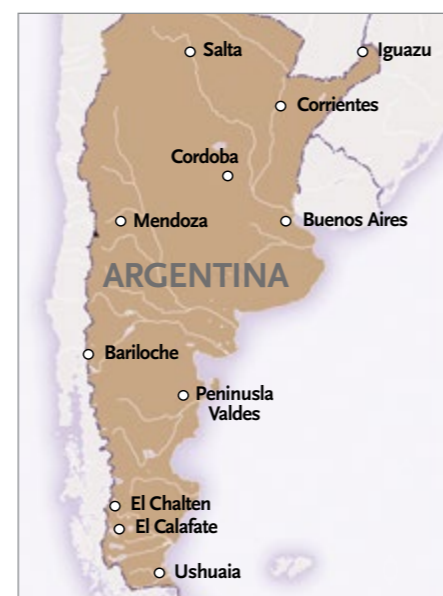 Salta
Iguazu
Corrientes
Cordoba
Mendoza
Buenos Aires
ARGENTINA
Bariloche
Peninusla
Valdes
El Chalten
El Calafate
Ushuaia